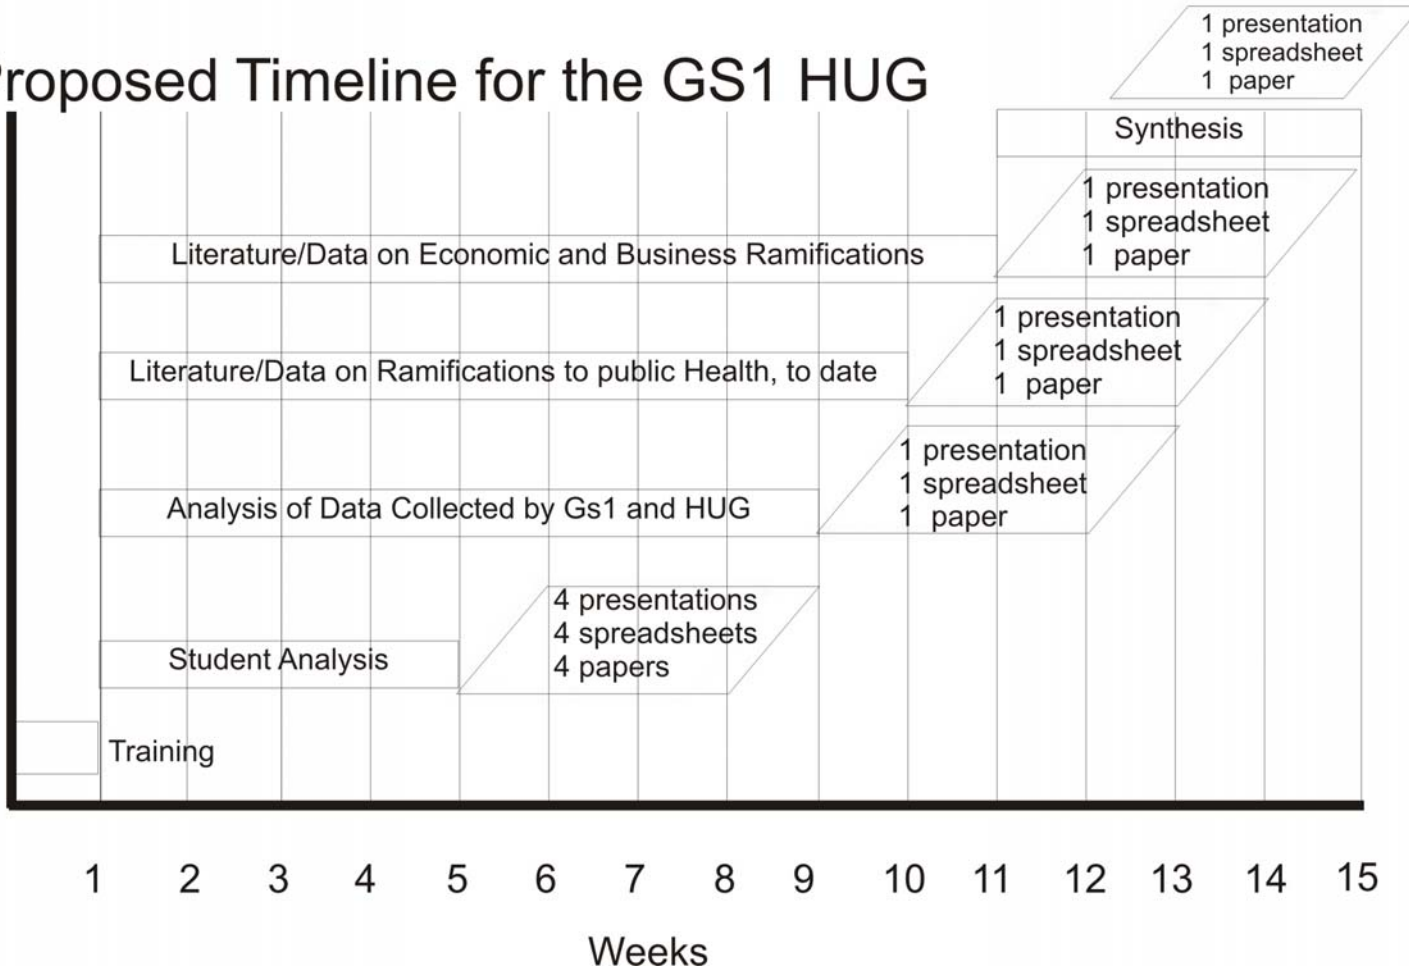 roposed Timeline for the GS1 HUG
1 presentation
1 spreadsheet
1 paper
Synthesis
1 presentation
1 spreadsheet
1 paper
Literature/Data on Economic and Business Ramifications
1 presentation
1 spreadsheet
1 paper
Literature/Data on Ramifications to public Health, to date
1 presentation
1 spreadsheet
1 paper
Analysis of Data Collected by Gs1 and HUG
4 presentations
4 spreadsheets
4 papers
Student Analysis
Training
1 2 3 4 5 6 7 8 9 10 11 12 13 14 15
Weeks